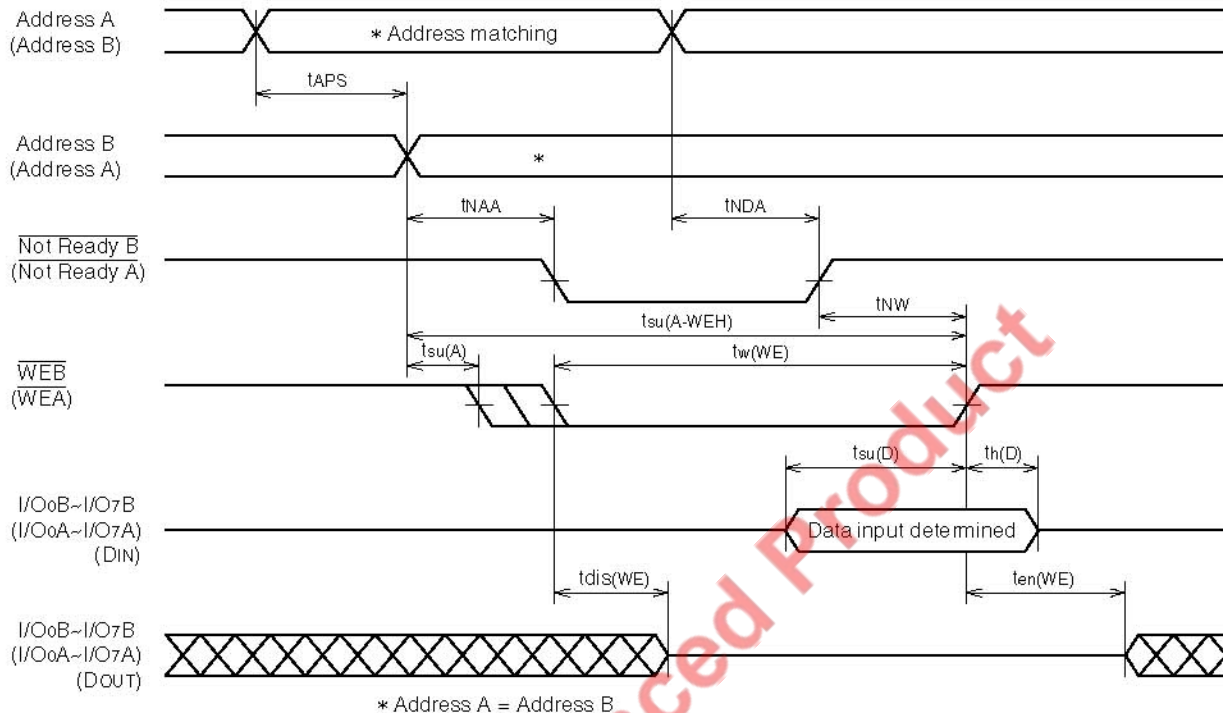 Address A
(Address B)
* Address matching
tAPS
Address B
(Address A)
*
tNAA
tNDA
Not Ready B
(Not Ready A)
tNW
tsu(A-WEH)
tsu(A)
tw(WE)
WEB
(WEA)
tsu(D)
th(D)
I/O0B~I/O7B
(I/O0A~I/O7A)
(DIN)
Data input determined
tdis(WE)
ten(WE)
I/O0B~I/O7B
(I/O0A~I/O7A)
(DOUT)
* Address A = Address B
ced Product